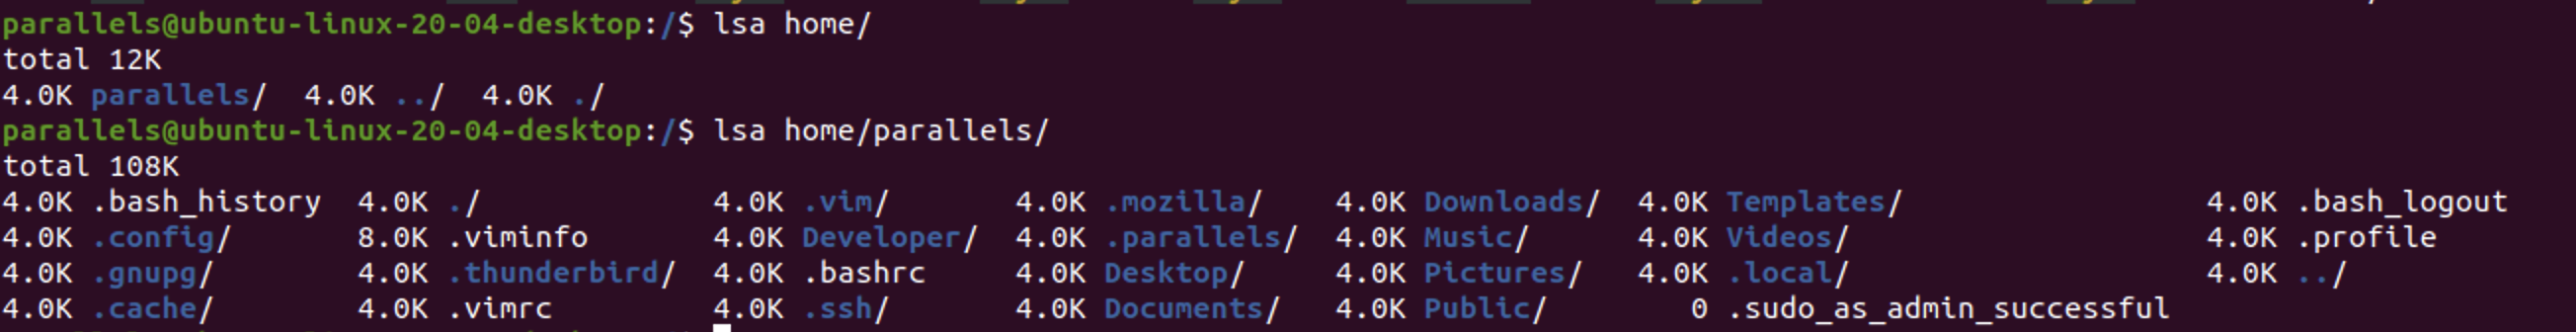 parallels@ubuntu-linux-20-04-desktop:/$ lsa home/
total 12K
4.0K parallels/  4.0K ../  4.0K ./
parallels@ubuntu-linux-20-04-desktop:/$ lsa home/parallels/
total 108K
4.0K .bash_history  4.0K ./            4.0K .vim/       4.0K .mozilla/    4.0K Downloads/  4.0K Templates/                 4.0K .bash_logout
4.0K .config/       8.0K .viminfo      4.0K Developer/  4.0K .parallels/  4.0K Music/      4.0K Videos/                    4.0K .profile
4.0K .gnupg/        4.0K .thunderbird/  4.0K .bashrc     4.0K Desktop/     4.0K Pictures/   4.0K .local/                    4.0K ../
4.0K .cache/        4.0K .vimrc        4.0K .ssh/       4.0K Documents/   4.0K Public/        0 .sudo_as_admin_successful